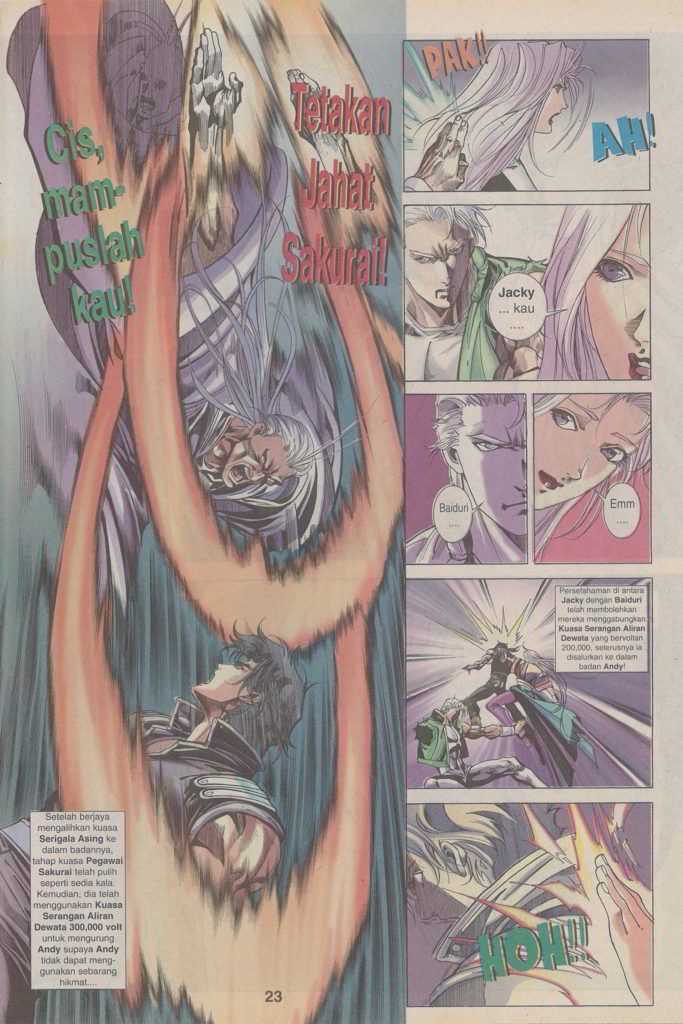 Cis,
mam-
puslah
kau!
Tetakan
Jahat
Sakurai!
Setelah berjaya
mengalihkan kuasa
Serigala Asing ke
dalam badannya,
tahap kuasa Pegawai
Sakurai telah pulih
seperti sedia kala.
Kemudian, dia telah
menggunakan Kuasa
Serangan Aliran
Dewata 300,000 volt
untuk mengurung
Andy supaya Andy
tidak dapat meng-
gunakan sebarang
hikmat....
PAK!!
AH!
Jacky
... kau
....
Baiduri
....
Emm
....
Persefahaman di antara
Jacky dengan Baiduri
telah membolehkan
mereka menggabungkan
Kuasa Serangan Aliran
Dewata yang bervoltan
200,000, seterusnya ia
disalurkan ke dalam
badan Andy!
HOH!!
23